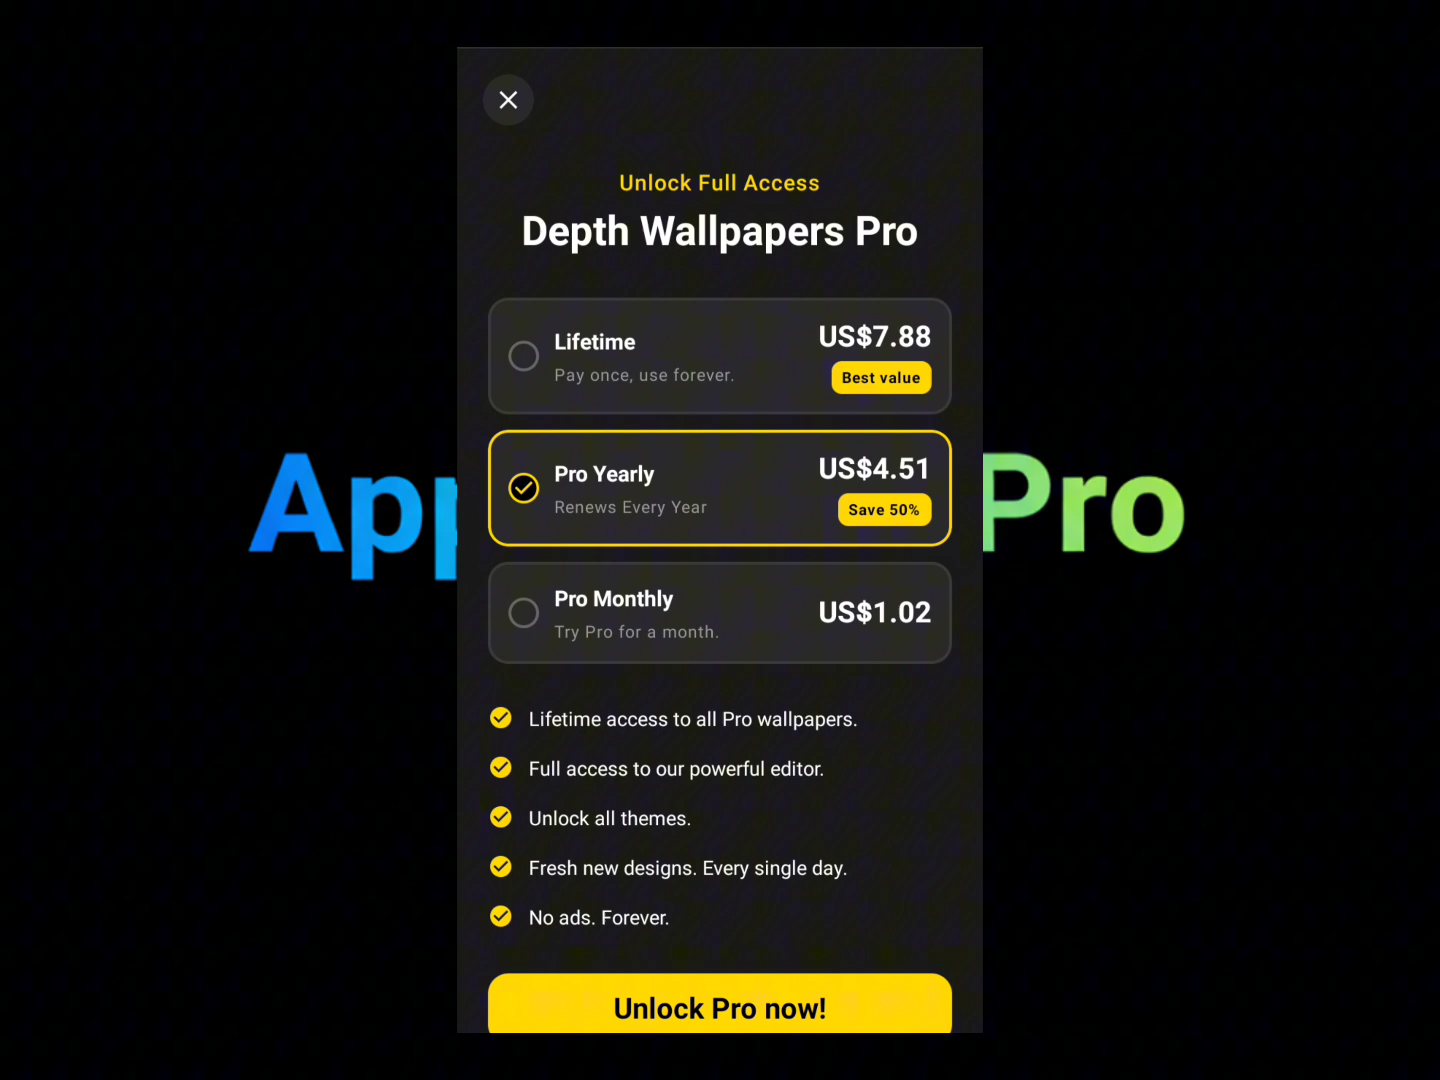 Unlock Full Access
Depth Wallpapers Pro
Lifetime
US$7.88
Pay once, use forever.
Best value
Pro Yearly
US$4.51
Renews Every Year
Save 50%
App
Pro
Pro Monthly
US$1.02
Try Pro for a month.
Lifetime access to all Pro wallpapers.
Full access to our powerful editor.
Unlock all themes.
Fresh new designs. Every single day.
No ads. Forever.
Unlock Pro now!